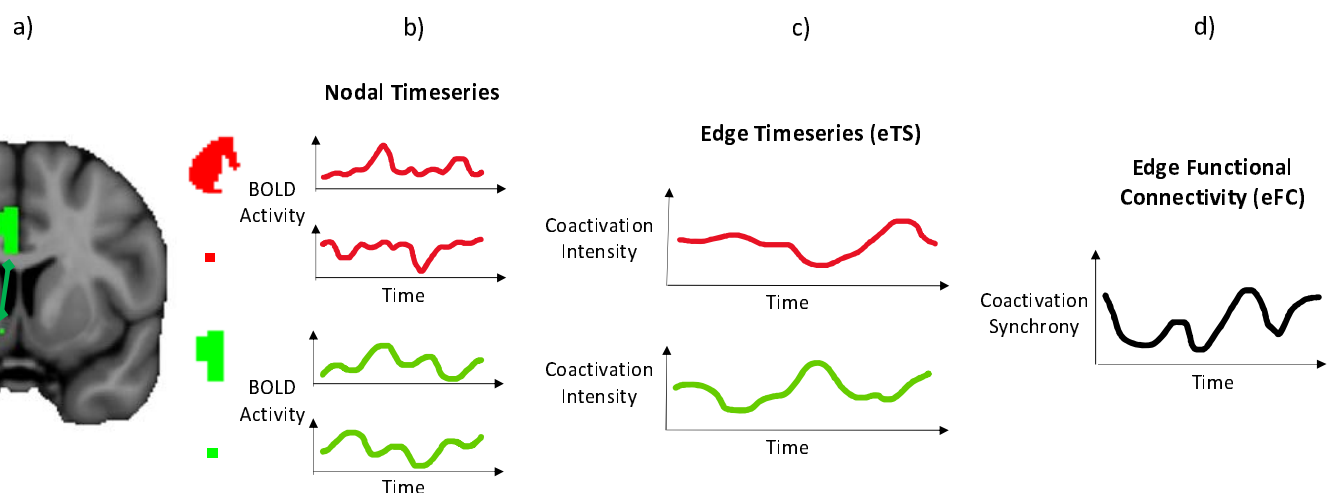 a)
b)
c)
d)
Nodal Timeseries
BOLD
Activity
Time
BOLD
Activity
Time
Edge Timeseries (eTS)
Coactivation
Intensity
Time
Coactivation
Intensity
Time
Edge Functional
Connectivity (eFC)
Coactivation
Synchrony
Time